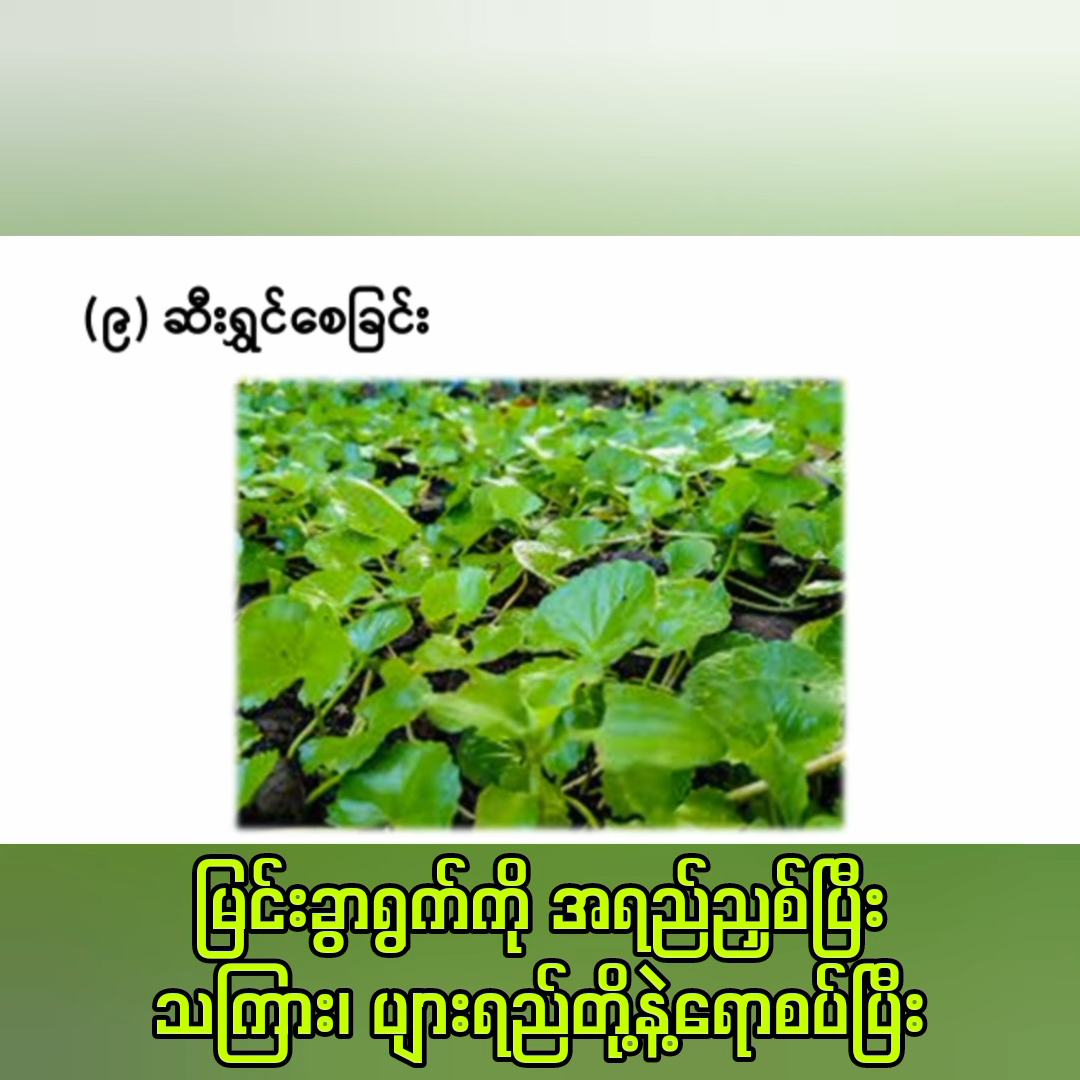 (၉) ဆီးရွှင်စေခြင်း
မြင်းခွာရွက်ကို အရည်ညှစ်ပြီး
သကြား၊ ပျားရည်တို့နဲ့ရောစပ်ပြီး